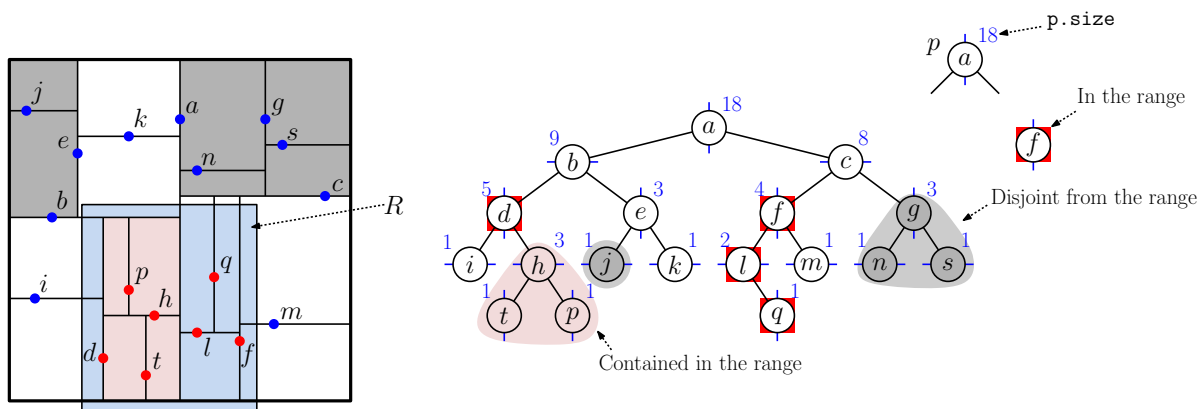 j
k
a
g
e
s
n
c
b
R
p
q
i
h
m
d
t
l
f
18
a
9
b
8
c
5
d
3
e
4
f
3
g
1
i
3
h
1
j
1
k
2
l
1
m
1
n
1
s
1
t
1
p
1
q
Contained in the range
p
18
a
p.size
In the range
f
Disjoint from the range